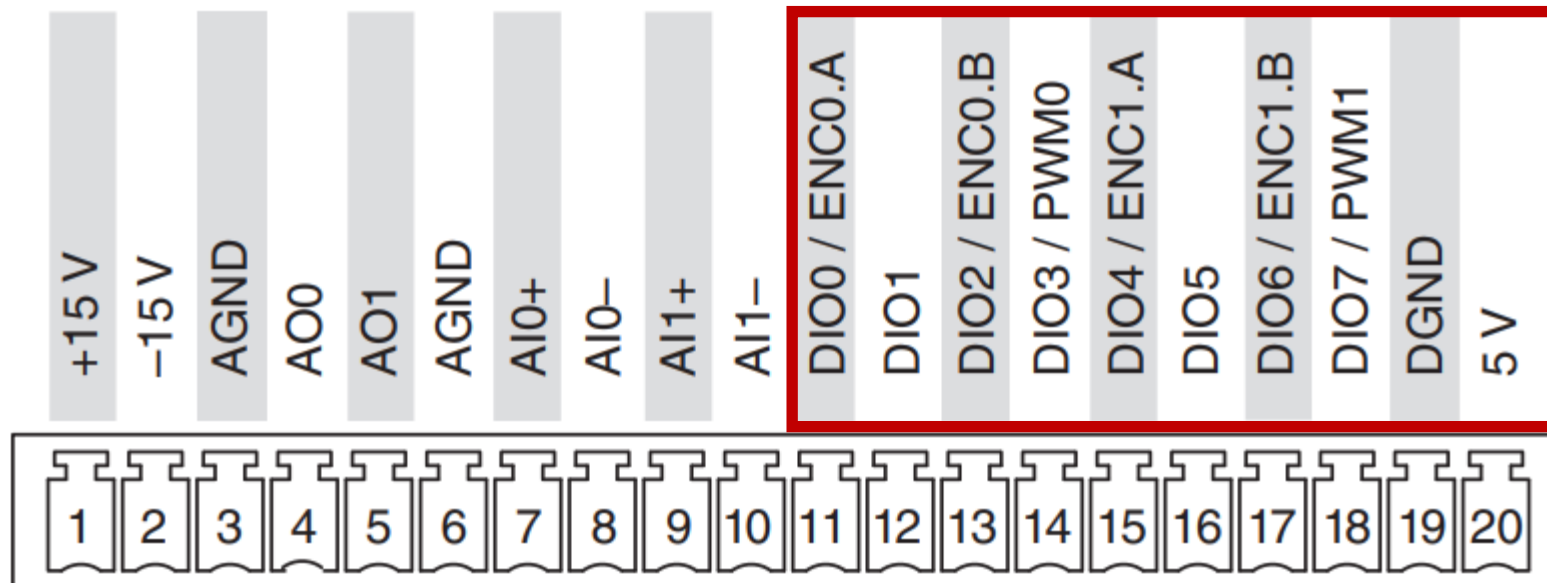 +15 V
−15 V
AGND
AO0
AO1
AGND
AI0+
AI0−
AI1+
AI1−
DIO0 / ENC0.A
DIO1
DIO2 / ENC0.B
DIO3 / PWM0
DIO4 / ENC1.A
DIO5
DIO6 / ENC1.B
DIO7 / PWM1
DGND
5 V
1 2 3 4 5 6 7 8 9 10 11 12 13 14 15 16 17 18 19 20